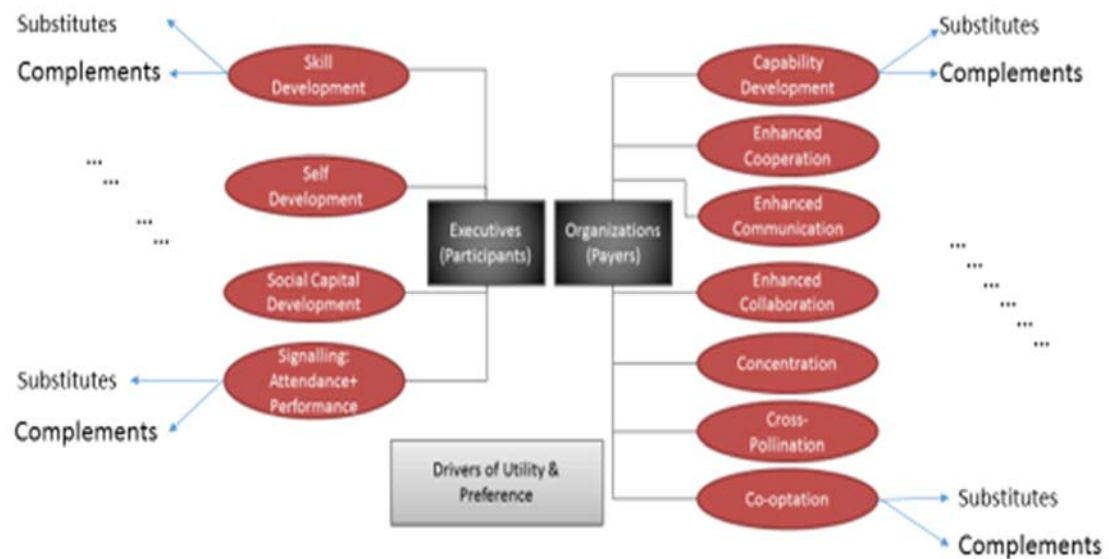 Substitutes
Complements
Skill
Development
...
...
...
...
Self
Development
Social Capital
Development
Substitutes
Complements
Signalling:
Attendance+
Performance
Executives
(Participants)
Organizations
(Payers)
Drivers of Utility &
Preference
Capability
Development
Substitutes
Complements
Enhanced
Cooperation
Enhanced
Communication
Enhanced
Collaboration
...
...
...
...
...
...
Concentration
Cross-
Pollination
Co-optation
Substitutes
Complements